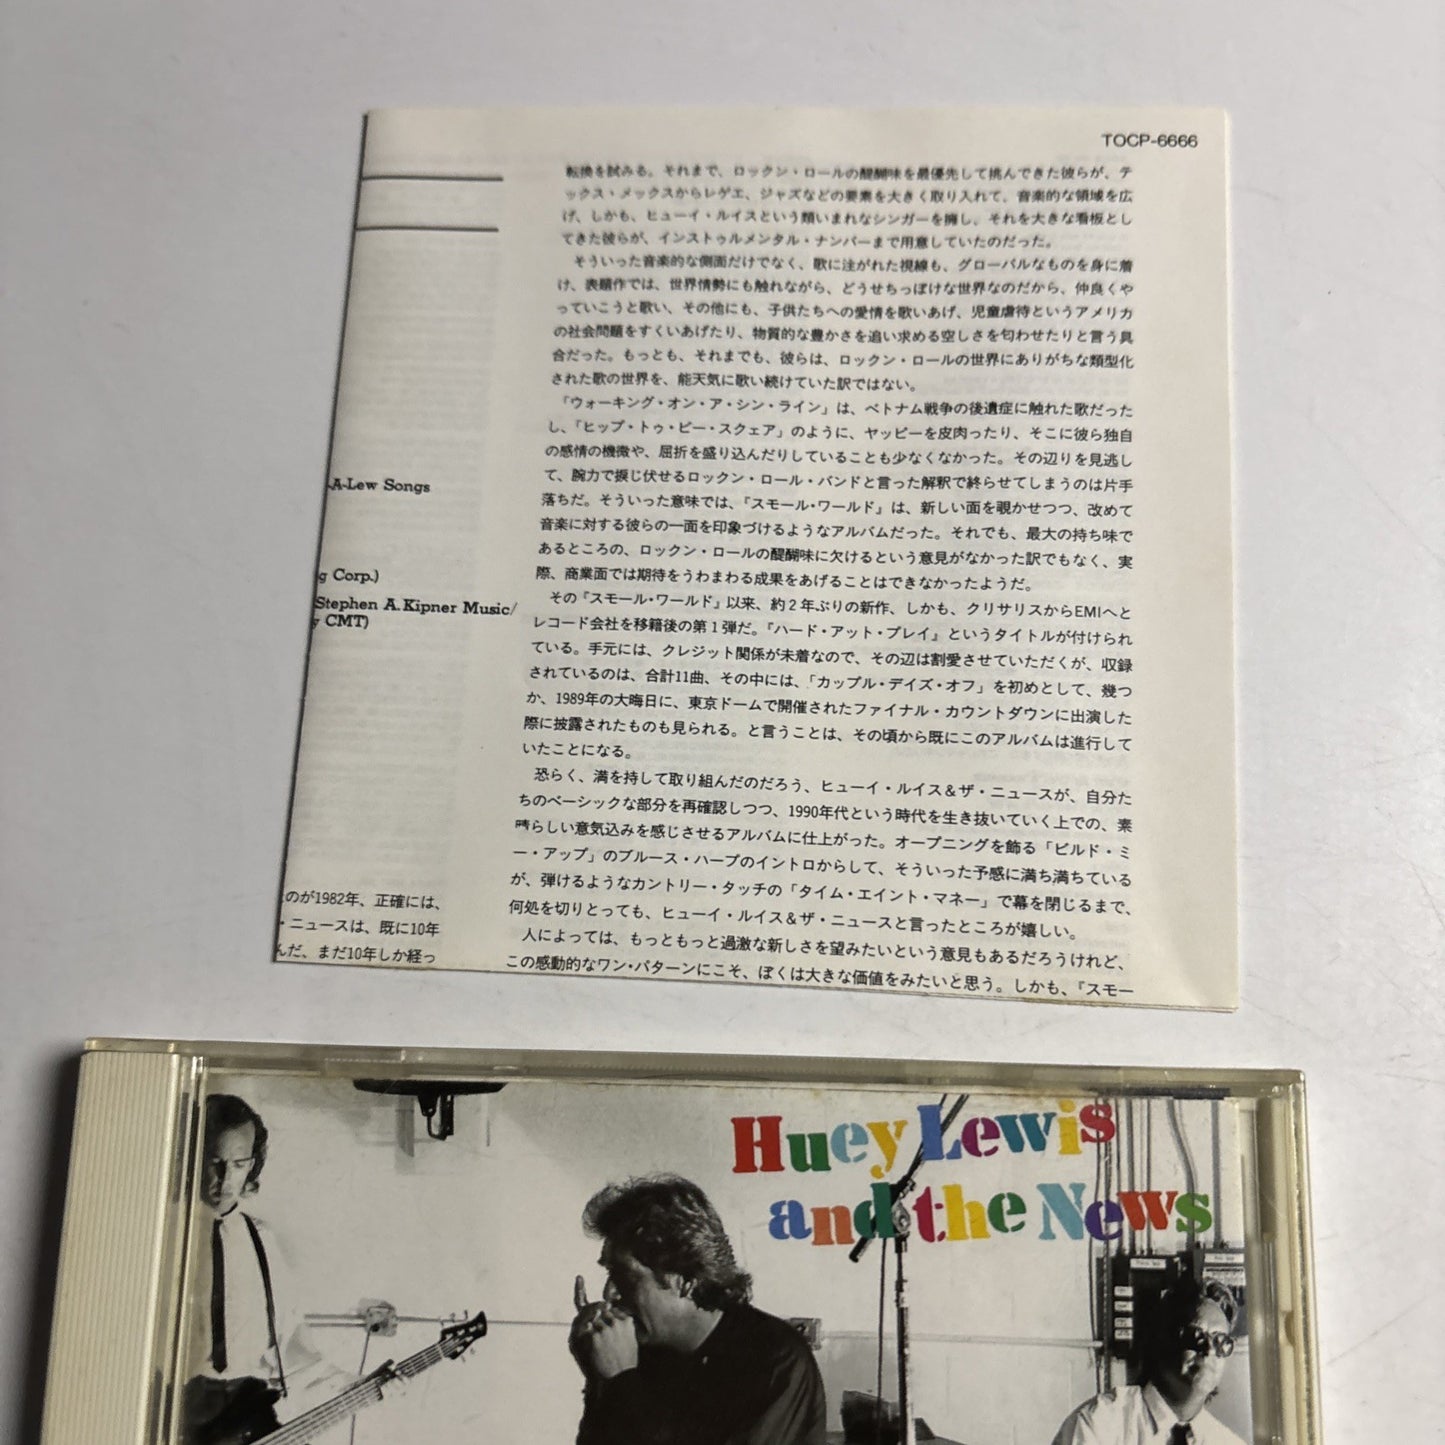 TOCP-6666
転換を試みる。それまで、ロックン・ロールの醍醐味を最優先して挑んできた彼らが、テ
ックス・メックスからレゲエ、ジャズなどの要素を大きく取り入れて、音楽的な領域を広
げ、しかも、ヒューイ・ルイスという類いまれなシンガーを擁し、それを大きな看板とし
てきた彼らが、インストゥルメンタル・ナンバーまで用意していたのだった。
そういった音楽的な側面だけでなく、歌に注がれた視線も、グローバルなものを身に着
け、表題作では、世界情勢にも触れながら、どうせちっぽけな世界なのだから、仲良くや
っていこうと歌い、その他にも、子供たちへの愛情を歌いあげ、児童虐待というアメリカ
の社会問題をすくいあげたり、物質的な豊かさを追い求める空しさを匂わせたりと言う具
合だった。もっとも、それまでも、彼らは、ロックン・ロールの世界にありがちな類型化
された歌の世界を、能天気に歌い続けていた訳ではない。
「ウォーキング・オン・ア・シン・ライン」は、ベトナム戦争の後遺症に触れた歌だった
し、「ヒップ・トゥ・ビー・スクェア」のように、ヤッピーを皮肉ったり、そこに彼ら独自
の感情の機微や、屈折を盛り込んだりしていることも少なくなかった。その辺りを見逃し
て、腕力で捩じ伏せるロックン・ロール・バンドと言った解釈で終らせてしまうのは片手
落ちだ。そういった意味では、『スモール・ワールド』は、新しい面を覗かせつつ、改めて
音楽に対する彼らの一面を印象づけるようなアルバムだった。それでも、最大の持ち味で
あるところの、ロックン・ロールの醍醐味に欠けるという意見がなかった訳でもなく、実
際、商業面では期待をうわまわる成果をあげることはできなかったようだ。
その『スモール・ワールド』以来、約2年ぶりの新作、しかも、クリサリスからEMIへと
レコード会社を移籍後の第1弾だ。『ハード・アット・プレイ』というタイトルが付けられ
ている。手元には、クレジット関係が未着なので、その辺は割愛させていただくが、収録
されているのは、合計11曲、その中には、「カップル・デイズ・オフ」を初めとして、幾つ
か、1989年の大晦日に、東京ドームで開催されたファイナル・カウントダウンに出演した
際に披露されたものも見られる。と言うことは、その頃から既にこのアルバムは進行して
いたことになる。
恐らく、満を持して取り組んだのだろう、ヒューイ・ルイス＆ザ・ニュースが、自分た
ちのベーシックな部分を再確認しつつ、1990年代という時代を生き抜いていく上での、素
晴らしい意気込みを感じさせるアルバムに仕上がった。オープニングを飾る「ビルド・ミ
ー・アップ」のブルース・ハープのイントロからして、そういった予感に満ち満ちている
が、弾けるようなカントリー・タッチの「タイム・エイント・マネー」で幕を閉じるまで、
何処を切りとっても、ヒューイ・ルイス＆ザ・ニュースと言ったところが嬉しい。
人によっては、もっともっと過激な新しさを望みたいという意見もあるだろうけれど、
この感動的なワン・パターンにこそ、ぼくは大きな価値をみたいと思う。しかも、『スモー
-A-Lew Songs
g Corp.)
Stephen A. Kipner Music/
y CMT)
のが1982年、正確には、
・ニュースは、既に10年
んだ、まだ10年しか経っ
Huey Lewis
and the News